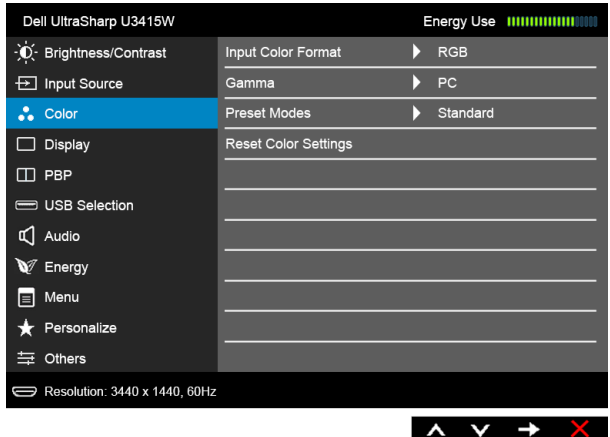 Dell UltraSharp U3415W Energy Use
Brightness/Contrast Input Color Format RGB
Input Source Gamma PC
Color Preset Modes Standard
Display Reset Color Settings
PBP
USB Selection
Audio
Energy
Menu
Personalize
Others
Resolution: 3440 x 1440, 60Hz